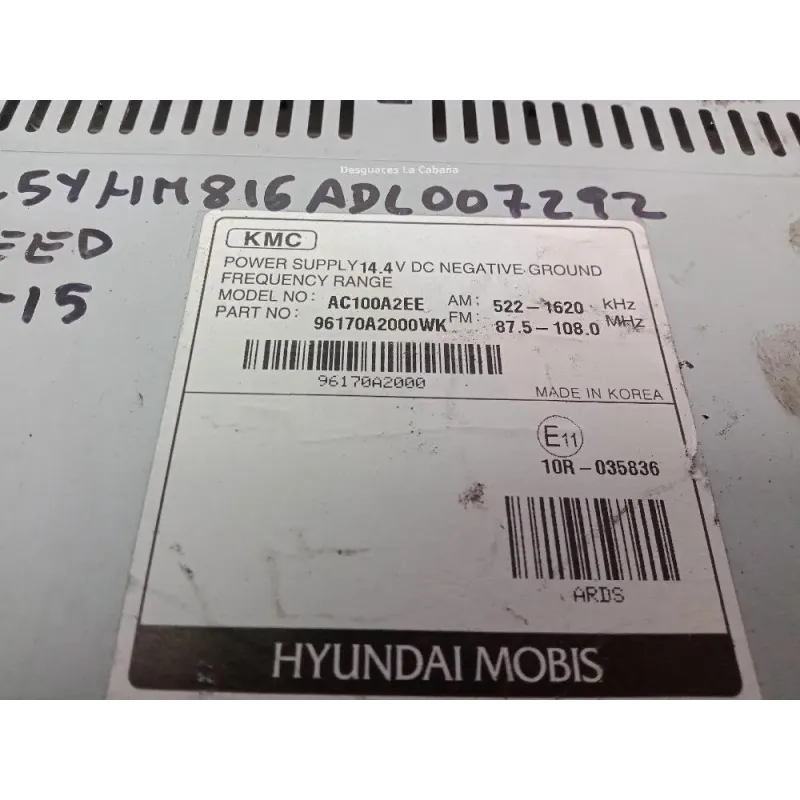 Desguaces La Cabana
5YHM816ADL007292
EED
-15
KMC
POWER SUPPLY 14.4V DC NEGATIVE GROUND
FREQUENCY RANGE
MODEL NO: AC100A2EE AM: 522-1620 KHz
PART NO: 96170A2000WK FM: 87.5-108.0 MHz
96170A2000
MADE IN KOREA
E11
10R-035836
ARDS
HYUNDAI MOBIS